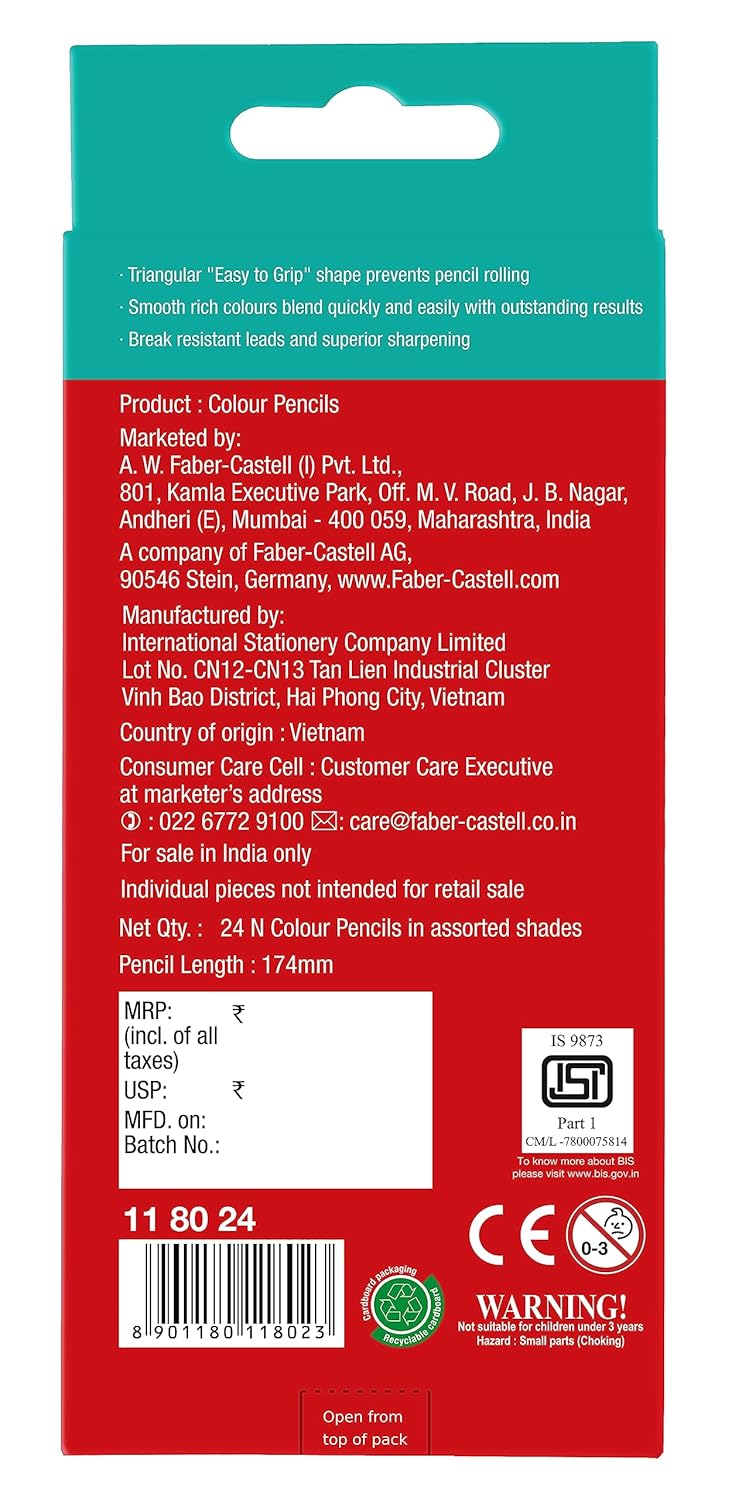 · Triangular "Easy to Grip" shape prevents pencil rolling
· Smooth rich colours blend quickly and easily with outstanding results
· Break resistant leads and superior sharpening
Product : Colour Pencils
Marketed by:
A. W. Faber-Castell (I) Pvt. Ltd.,
801, Kamla Executive Park, Off. M. V. Road, J. B. Nagar,
Andheri (E), Mumbai - 400 059, Maharashtra, India
A company of Faber-Castell AG,
90546 Stein, Germany, www.Faber-Castell.com
Manufactured by:
International Stationery Company Limited
Lot No. CN12-CN13 Tan Lien Industrial Cluster
Vinh Bao District, Hai Phong City, Vietnam
Country of origin : Vietnam
Consumer Care Cell : Customer Care Executive
at marketer's address
: 022 6772 9100 : care@faber-castell.co.in
For sale in India only
Individual pieces not intended for retail sale
Net Qty. : 24 N Colour Pencils in assorted shades
Pencil Length : 174mm
MRP: ₹
(incl. of all
taxes)
USP: ₹
MFD. on:
Batch No.:
IS 9873
ISI
Part 1
CM/L -7800075814
To know more about BIS
please visit www.bis.gov.in
11 80 24
8 901180 118023
Cardboard packaging
Recyclable cardboard
CE
0-3
WARNING!
Not suitable for children under 3 years
Hazard : Small parts (Choking)
Open from
top of pack